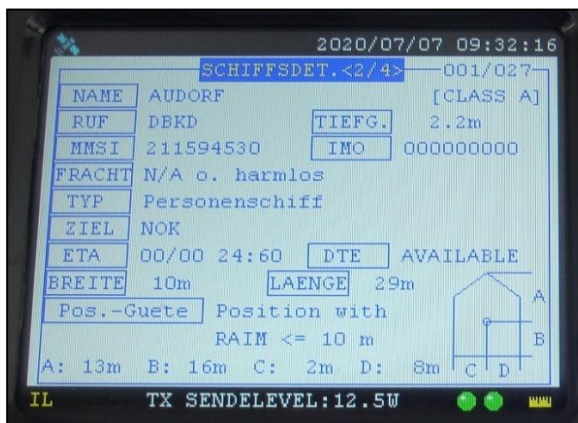 2020/07/07 09:32:16
SCHIFFSDET.<2/4> 001/027
NAME AUDORF [CLASS A]
RUF DBKD TIEFG. 2.2m
MMSI 211594530 IMO 000000000
FRACHT N/A o. harmlos
TYP Personenschiff
ZIEL NOK
ETA 00/00 24:60 DTE AVAILABLE
BREITE 10m LAENGE 29m
Pos.-Guete Position with
RAIM <= 10 m
A
B
A: 13m B: 16m C: 2m D: 8m C D
IL TX SENDELEVEL:12.5W